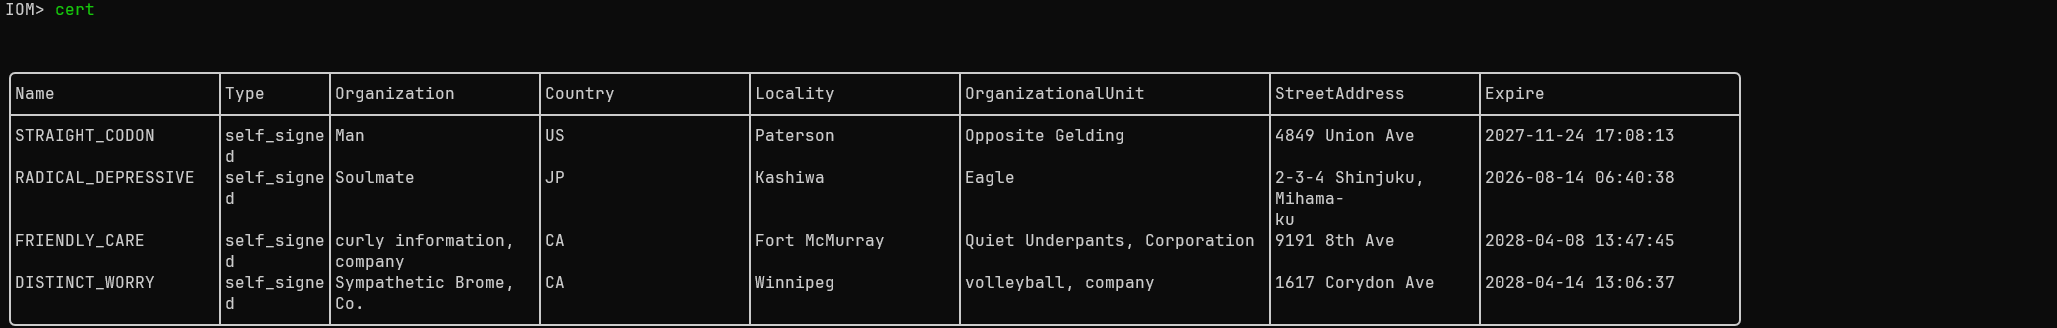 IOM> cert
Name Type Organization Country Locality OrganizationalUnit StreetAddress Expire
STRAIGHT_CODON self_signe Man US Paterson Opposite Gelding 4849 Union Ave 2027-11-24 17:08:13
d
RADICAL_DEPRESSIVE self_signe Soulmate JP Kashiwa Eagle 2-3-4 Shinjuku, 2026-08-14 06:40:38
d Mihama-
ku
FRIENDLY_CARE self_signe curly information, CA Fort McMurray Quiet Underpants, Corporation 9191 8th Ave 2028-04-08 13:47:45
d company
DISTINCT_WORRY self_signe Sympathetic Brome, CA Winnipeg volleyball, company 1617 Corydon Ave 2028-04-14 13:06:37
d Co.